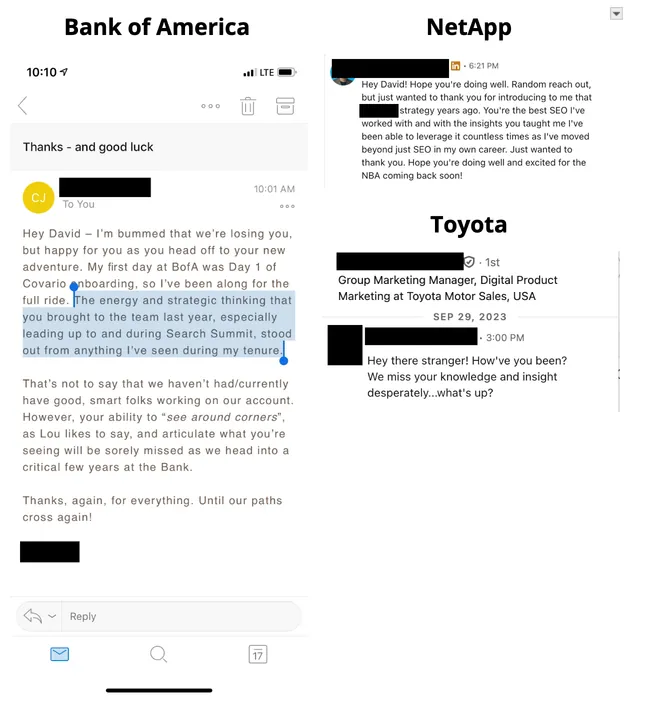 Bank of America
10:10
LTE
Thanks - and good luck
CJ
10:01 AM
To You
Hey David – I'm bummed that we're losing you,
but happy for you as you head off to your new
adventure. My first day at BofA was Day 1 of
Covario onboarding, so I've been along for the
full ride. The energy and strategic thinking that
you brought to the team last year, especially
leading up to and during Search Summit, stood
out from anything I've seen during my tenure.
That's not to say that we haven't had/currently
have good, smart folks working on our account.
However, your ability to "see around corners",
as Lou likes to say, and articulate what you're
seeing will be sorely missed as we head into a
critical few years at the Bank.
Thanks, again, for everything. Until our paths
cross again!
Reply
17
NetApp
in · 6:21 PM
Hey David! Hope you're doing well. Random reach out,
but just wanted to thank you for introducing to me that
strategy years ago. You're the best SEO I've
worked with and with the insights you taught me I've
been able to leverage it countless times as I've moved
beyond just SEO in my own career. Just wanted to
thank you. Hope you're doing well and excited for the
NBA coming back soon!
Toyota
· 1st
Group Marketing Manager, Digital Product
Marketing at Toyota Motor Sales, USA
SEP 29, 2023
· 3:00 PM
Hey there stranger! How've you been?
We miss your knowledge and insight
desperately...what's up?